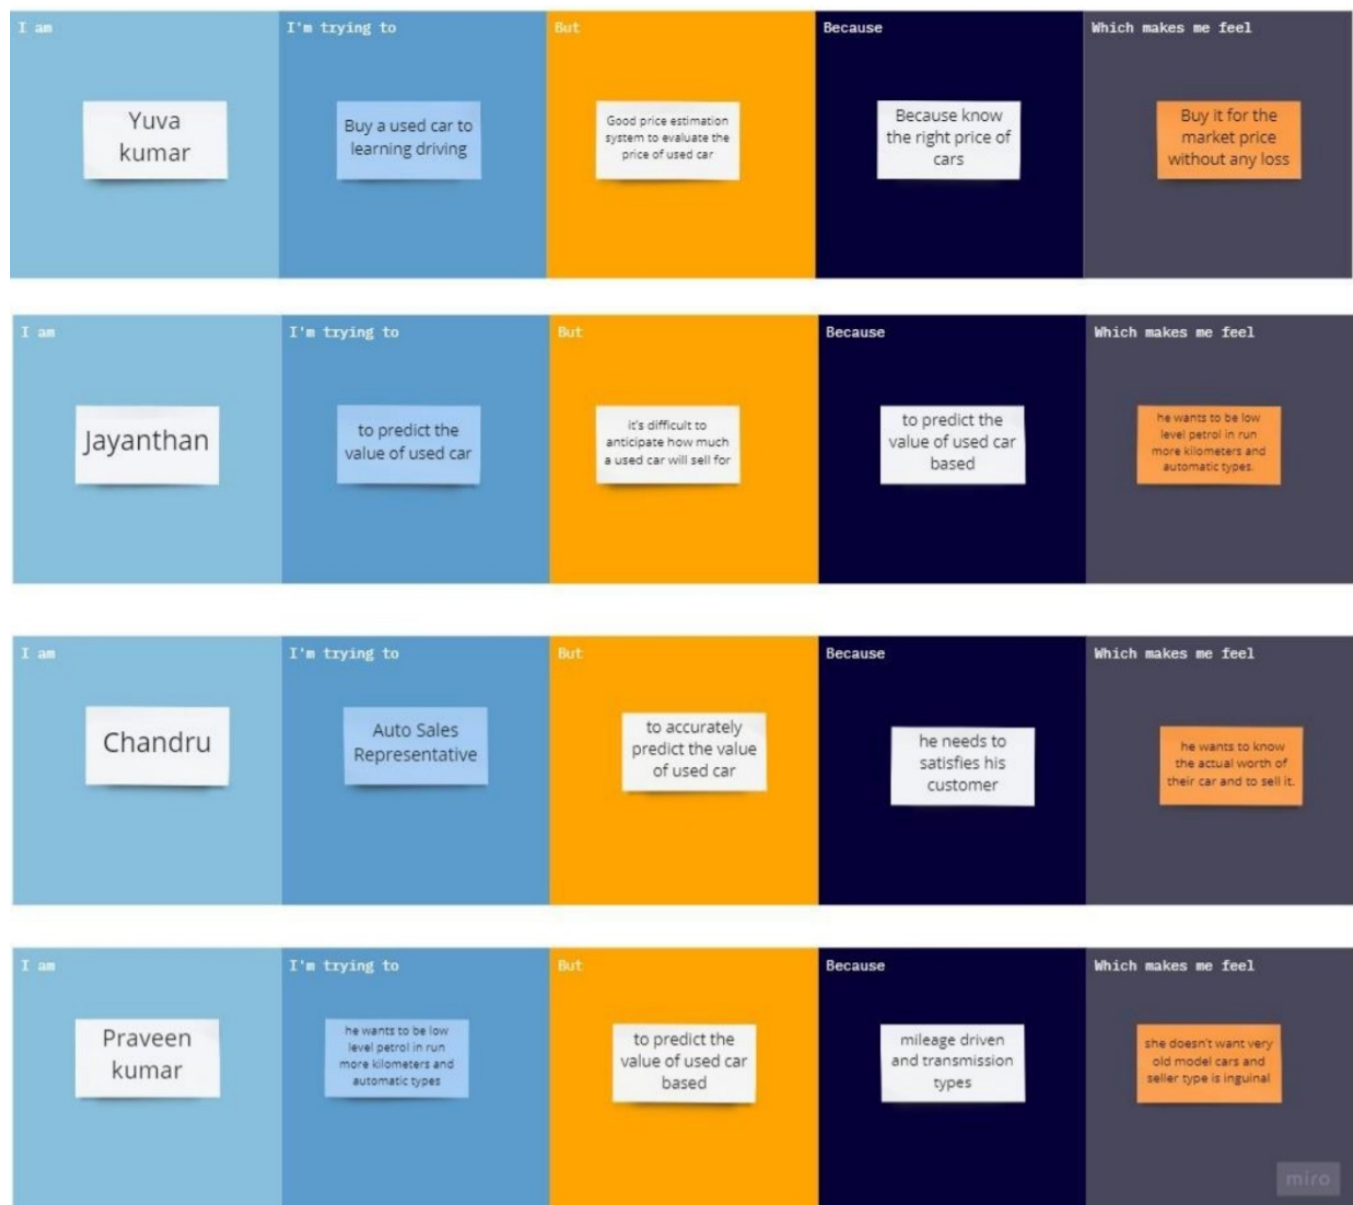 I am
I'm trying to
But
Because
Which makes me feel
Yuva
kumar
Buy a used car to
learning driving
Good price estimation
system to evaluate the
price of used car
Because know
the right price of
cars
Buy it for the
market price
without any loss
I am
I'm trying to
But
Because
Which makes me feel
Jayanthan
to predict the
value of used car
it's difficult to
anticipate how much
a used car will sell for
to predict the
value of used car
based
he wants to be low
level petrol in run
more kilometers and
automatic types.
I am
I'm trying to
But
Because
Which makes me feel
Chandru
Auto Sales
Representative
to accurately
predict the value
of used car
he needs to
satisfies his
customer
he wants to know
the actual worth of
their car and to sell it.
I am
I'm trying to
But
Because
Which makes me feel
Praveen
kumar
he wants to be low
level petrol in run
more kilometers and
automatic types
to predict the
value of used car
based
mileage driven
and transmission
types
she doesn't want very
old model cars and
seller type is inguinal
miro